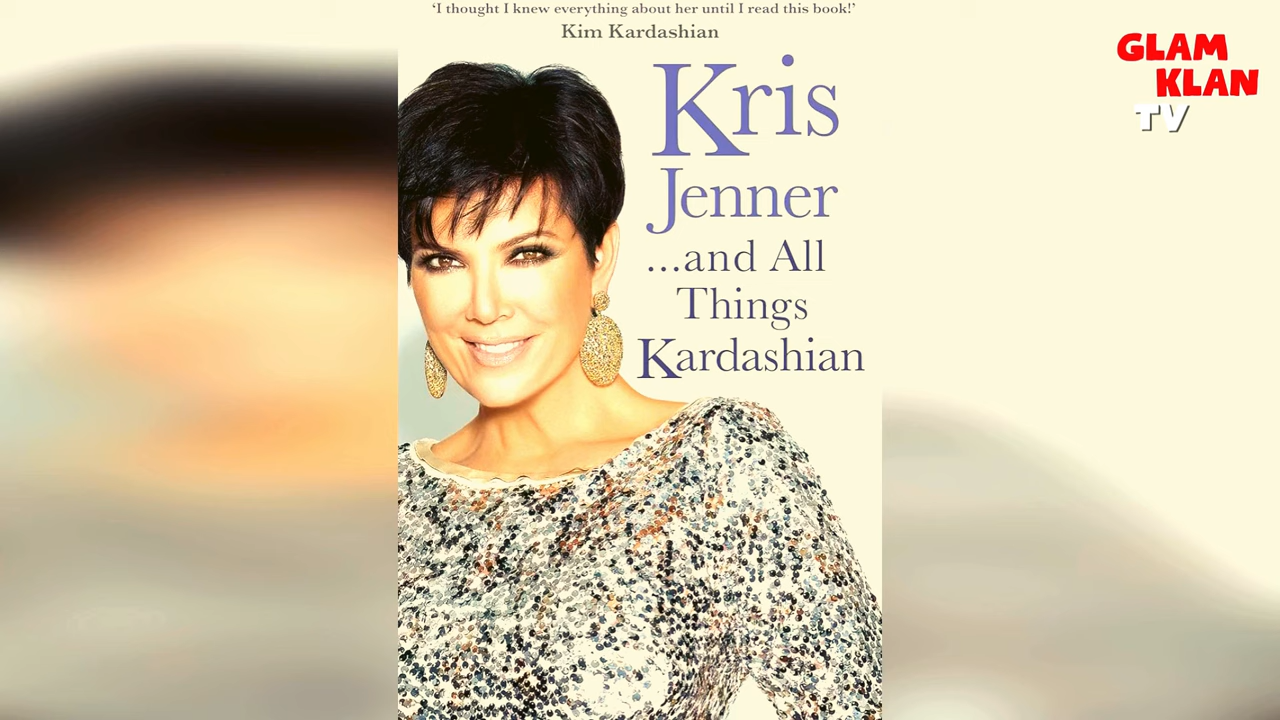 ‘I thought I knew everything about her until I read this book!’
Kim Kardashian
Kris
Jenner
...and All
Things
Kardashian
GLAM
KLAN
TV